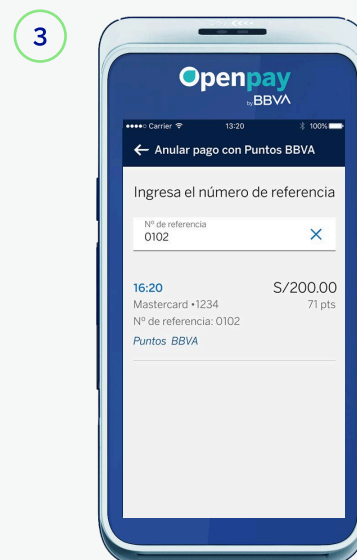 3
Openpay
by BBVA
Carrier 13:20 100%
← Anular pago con Puntos BBVA
Ingresa el número de referencia
Nº de referencia
0102
16:20 S/200.00
Mastercard •1234 71 pts
Nº de referencia: 0102
Puntos BBVA